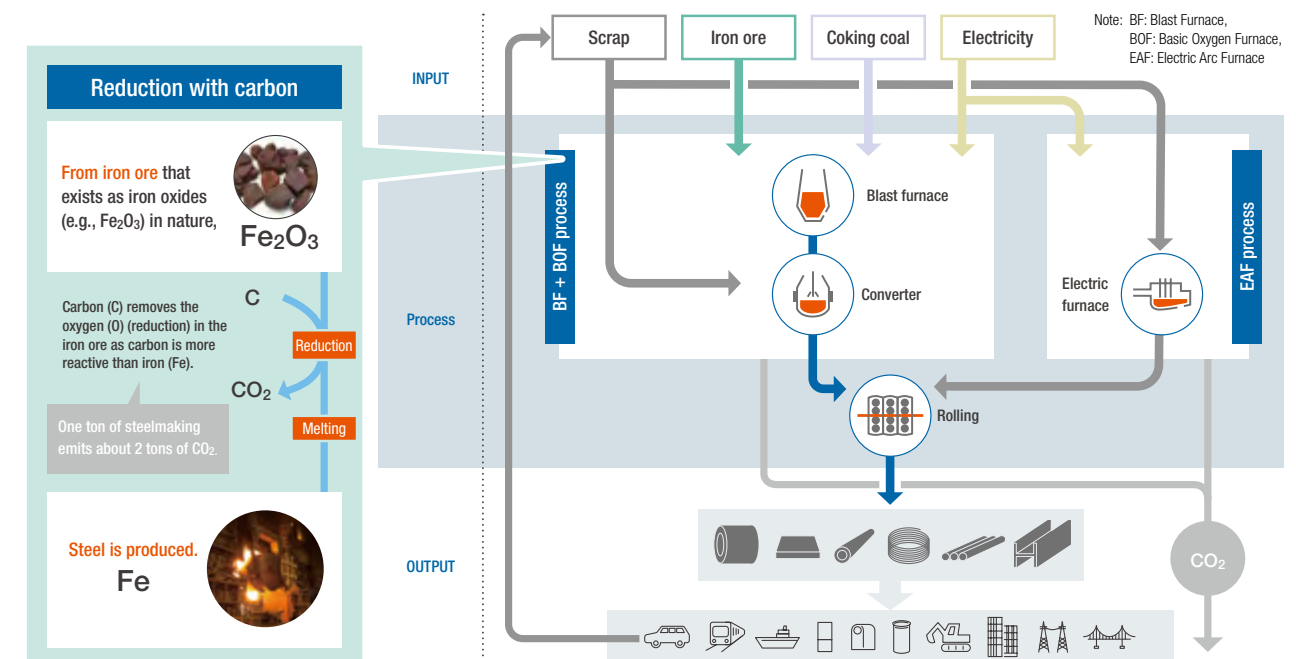 Reduction with carbon
From iron ore that
exists as iron oxides
(e.g., Fe₂O₃) in nature,
Fe₂O₃
Carbon (C) removes the
oxygen (O) (reduction) in the
iron ore as carbon is more
reactive than iron (Fe).
C
Reduction
CO₂
One ton of steelmaking
emits about 2 tons of CO₂.
Melting
Steel is produced.
Fe
INPUT
Process
OUTPUT
Scrap
Iron ore
Coking coal
Electricity
Note: BF: Blast Furnace,
BOF: Basic Oxygen Furnace,
EAF: Electric Arc Furnace
BF + BOF process
Blast furnace
Converter
Electric
furnace
EAF process
Rolling
CO₂